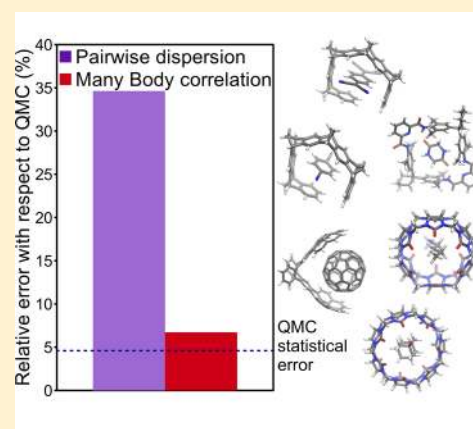 Relative error with respect to QMC (%)
40
35
30
25
20
15
10
5
0
Pairwise dispersion
Many Body correlation
QMC
statistical
error